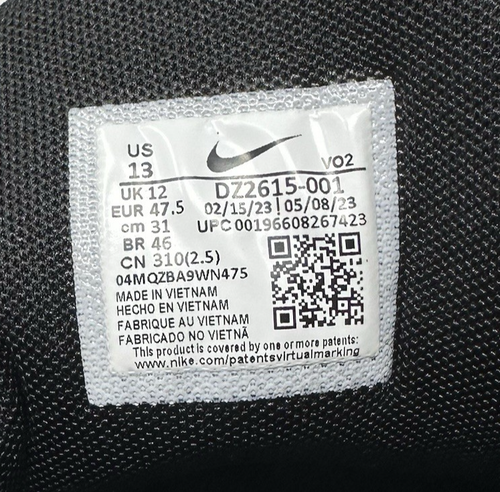 US
13
VO2
UK 12
DZ2615-001
EUR 47.5
02/15/23 | 05/08/23
cm 31
UPC 00196608267423
BR 46
CN 310(2.5)
04MQZBA9WN475
MADE IN VIETNAM
HECHO EN VIETNAM
FABRIQUE AU VIETNAM
FABRICADO NO VIETNÃ
This product is covered by one or more patents:
www.nike.com/patentsvirtualmarking